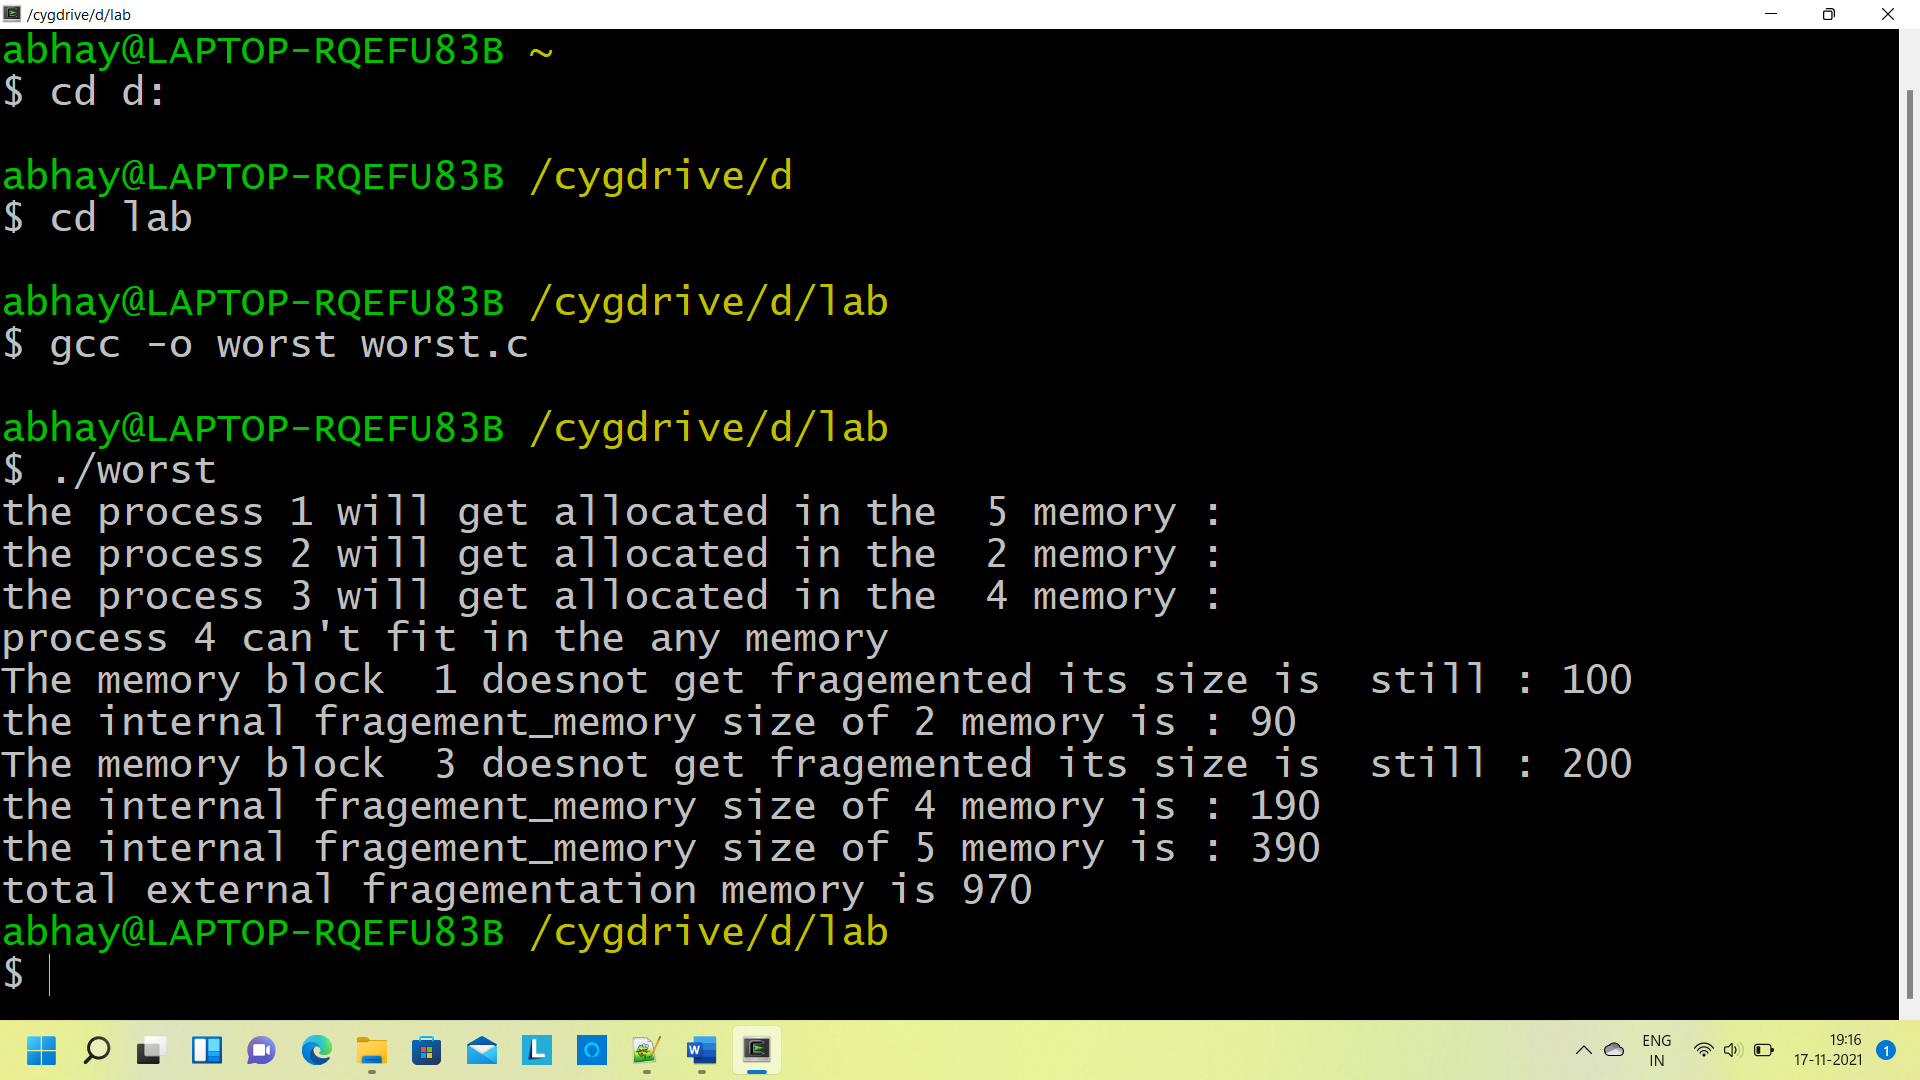 /cygdrive/d/lab
abhay@LAPTOP-RQEFU83B ~
$ cd d:
abhay@LAPTOP-RQEFU83B /cygdrive/d
$ cd lab
abhay@LAPTOP-RQEFU83B /cygdrive/d/lab
$ gcc -o worst worst.c
abhay@LAPTOP-RQEFU83B /cygdrive/d/lab
$ ./worst
the process 1 will get allocated in the  5 memory :
the process 2 will get allocated in the  2 memory :
the process 3 will get allocated in the  4 memory :
process 4 can't fit in the any memory
The memory block  1 doesnot get fragemented its size is  still : 100
the internal fragement_memory size of 2 memory is : 90
The memory block  3 doesnot get fragemented its size is  still : 200
the internal fragement_memory size of 4 memory is : 190
the internal fragement_memory size of 5 memory is : 390
total external fragementation memory is 970
abhay@LAPTOP-RQEFU83B /cygdrive/d/lab
$
L
W
ENG
IN
19:16
17-11-2021
1